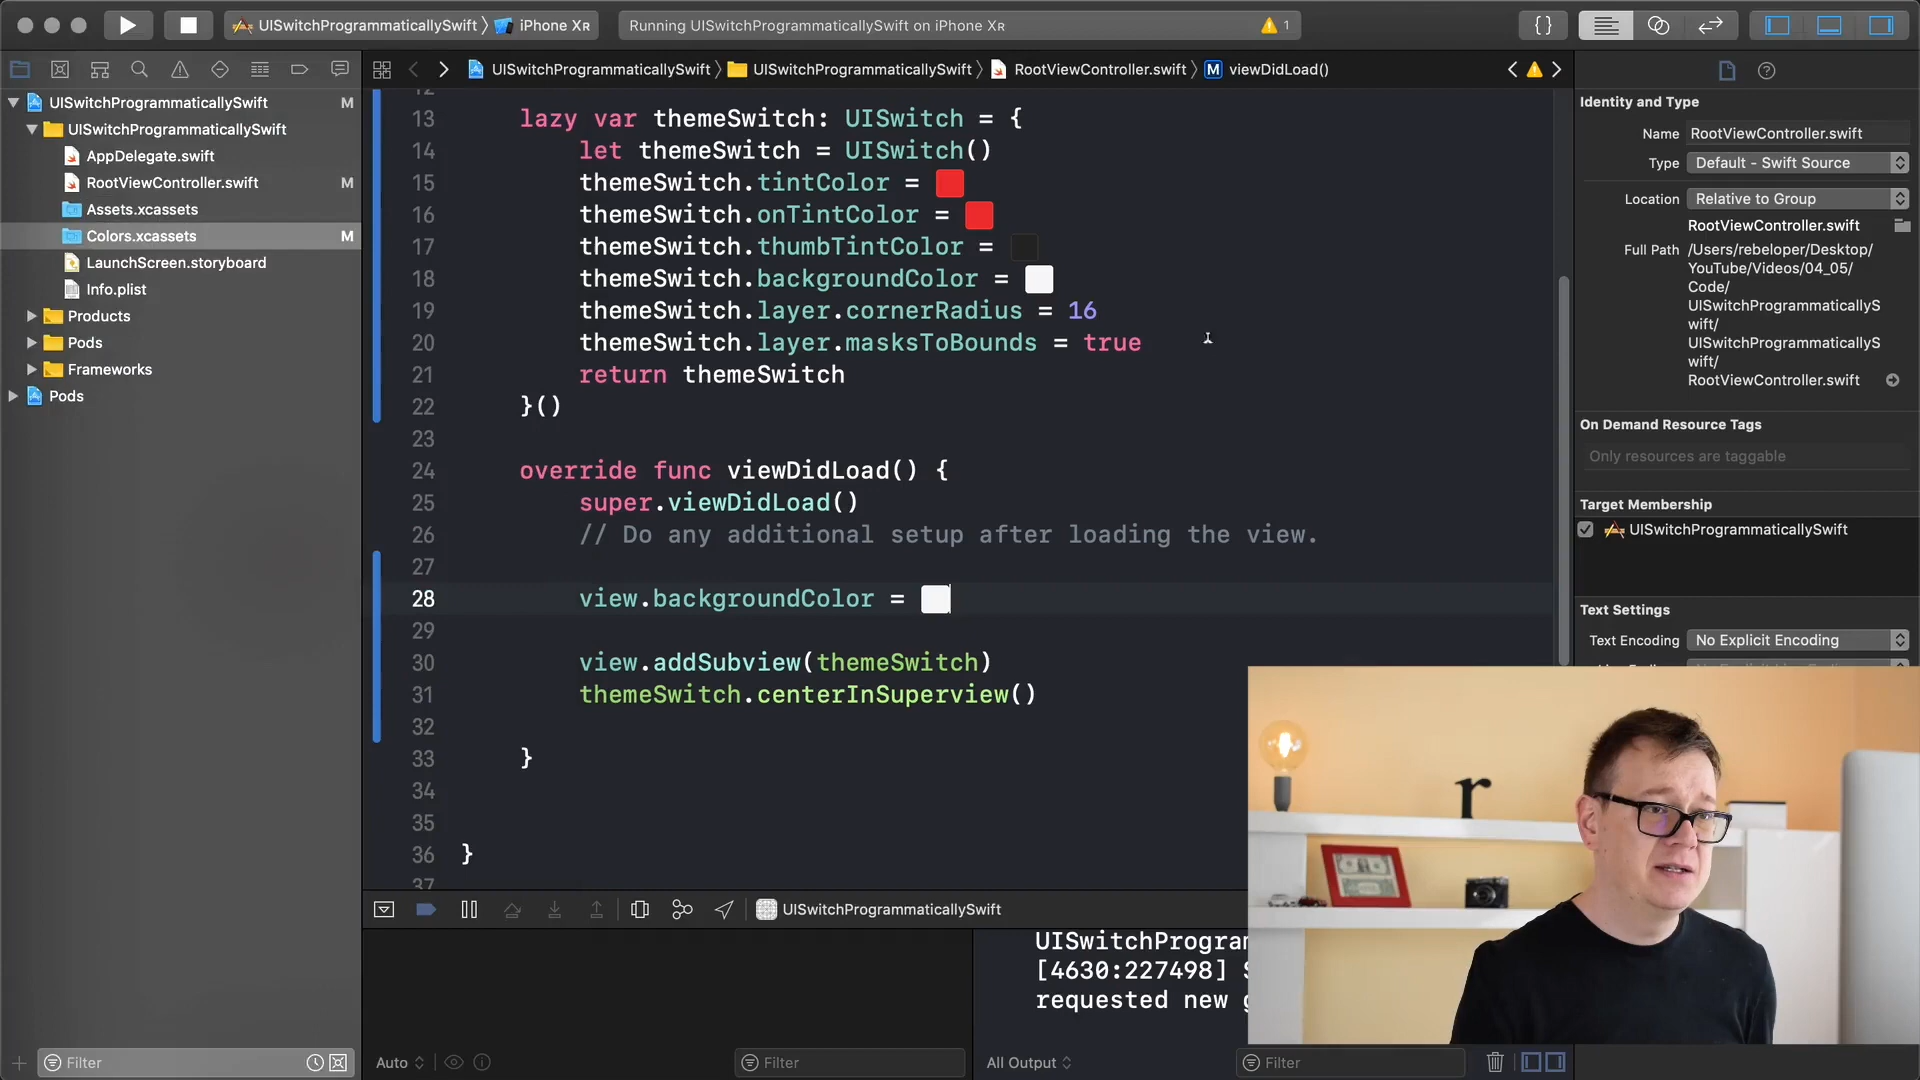 UISwitchProgrammaticallySwift
iPhone XR
Running UISwitchProgrammaticallySwift on iPhone XR
1
UISwitchProgrammaticallySwift
UISwitchProgrammaticallySwift
RootViewController.swift
M
viewDidLoad()
UISwitchProgrammaticallySwift
M
UISwitchProgrammaticallySwift
AppDelegate.swift
RootViewController.swift
M
Assets.xcassets
Colors.xcassets
M
LaunchScreen.storyboard
Info.plist
Products
Pods
Frameworks
Pods
Filter
12
13 lazy var themeSwitch: UISwitch = {
14 let themeSwitch = UISwitch()
15 themeSwitch.tintColor =
16 themeSwitch.onTintColor =
17 themeSwitch.thumbTintColor =
18 themeSwitch.backgroundColor =
19 themeSwitch.layer.cornerRadius = 16
20 themeSwitch.layer.masksToBounds = true
21 return themeSwitch
22 }()
23
24 override func viewDidLoad() {
25 super.viewDidLoad()
26 // Do any additional setup after loading the view.
27
28 view.backgroundColor =
29
30 view.addSubview(themeSwitch)
31 themeSwitch.centerInSuperview()
32
33 }
34
35
36 }
37
UISwitchProgrammaticallySwift
UISwitchProgram
[4630:227498]
requested new
Auto
Filter
All Output
Filter
Identity and Type
Name RootViewController.swift
Type Default - Swift Source
Location Relative to Group
RootViewController.swift
Full Path /Users/rebeloper/Desktop/
YouTube/Videos/04_05/
Code/
UISwitchProgrammaticallyS
wift/
UISwitchProgrammaticallyS
wift/
RootViewController.swift
On Demand Resource Tags
Only resources are taggable
Target Membership
UISwitchProgrammaticallySwift
Text Settings
Text Encoding No Explicit Encoding
r